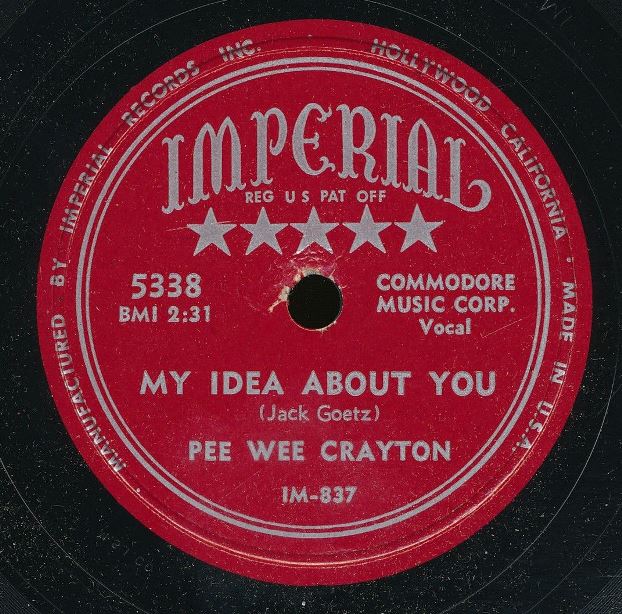 MANUFACTURED · BY IMPERIAL RECORDS INC. HOLLYWOOD CALIFORNIA · MADE IN U.S.A.
IMPERIAL
REG U S PAT OFF
5338
BMI 2:31
COMMODORE
MUSIC CORP.
Vocal
MY IDEA ABOUT YOU
(Jack Goetz)
PEE WEE CRAYTON
IM-837